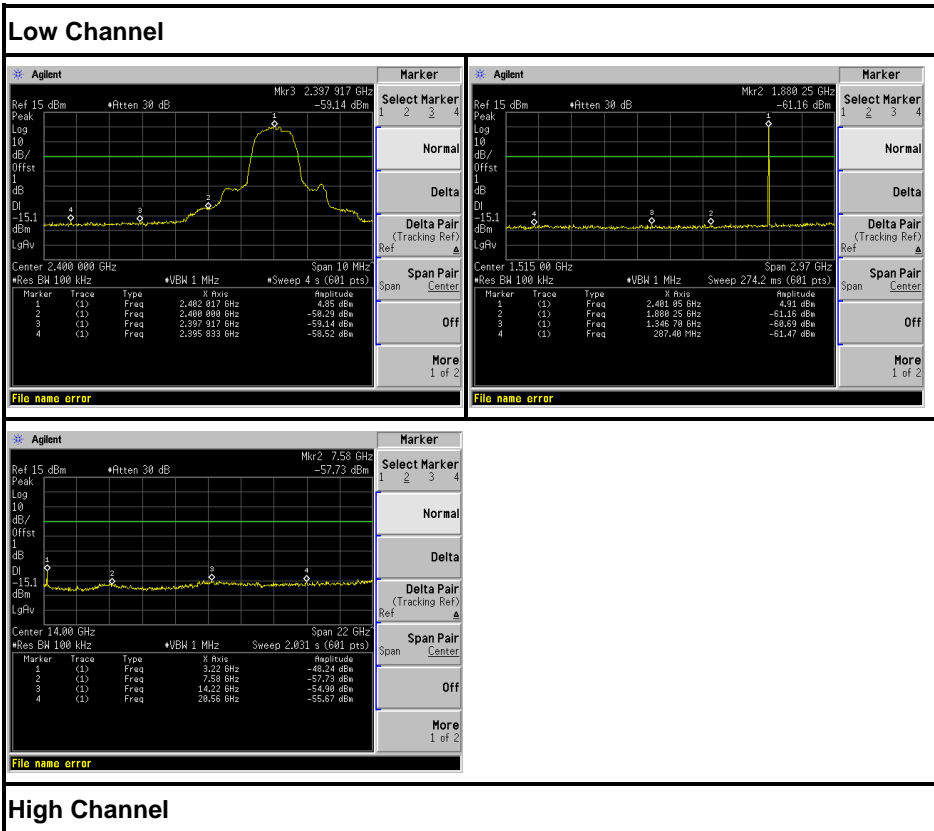 Low Channel
Agilent Marker
Mkr3 2.397 917 GHz
Ref 15 dBm #Atten 30 dB -59.14 dBm
Peak
Log
10
dB/
Offst
1
dB
DI
-15.1
dBm
LgAv
1
2
3
4
Center 2.400 000 GHz Span 10 MHz
#Res BW 100 kHz #VBW 1 MHz #Sweep 4 s (601 pts)
Marker Trace Type X Axis Amplitude
1 (1) Freq 2.402 017 GHz 4.85 dBm
2 (1) Freq 2.400 000 GHz -50.29 dBm
3 (1) Freq 2.397 917 GHz -59.14 dBm
4 (1) Freq 2.395 833 GHz -58.52 dBm
Select Marker
1 2 3 4
Normal
Delta
Delta Pair
(Tracking Ref)
Ref Δ
Span Pair
Span Center
Off
More
1 of 2
File name error
Agilent Marker
Mkr2 1.880 25 GHz
Ref 15 dBm #Atten 30 dB -61.16 dBm
Peak
Log
10
dB/
Offst
1
dB
DI
-15.1
dBm
LgAv
1
2
3
4
Center 1.515 00 GHz Span 2.97 GHz
#Res BW 100 kHz #VBW 1 MHz Sweep 274.2 ms (601 pts)
Marker Trace Type X Axis Amplitude
1 (1) Freq 2.401 05 GHz 4.91 dBm
2 (1) Freq 1.880 25 GHz -61.16 dBm
3 (1) Freq 1.346 70 GHz -60.69 dBm
4 (1) Freq 287.40 MHz -61.47 dBm
Select Marker
1 2 3 4
Normal
Delta
Delta Pair
(Tracking Ref)
Ref Δ
Span Pair
Span Center
Off
More
1 of 2
File name error
Agilent Marker
Mkr2 7.58 GHz
Ref 15 dBm #Atten 30 dB -57.73 dBm
Peak
Log
10
dB/
Offst
1
dB
DI
-15.1
dBm
LgAv
1
2
3
4
Center 14.00 GHz Span 22 GHz
#Res BW 100 kHz #VBW 1 MHz Sweep 2.031 s (601 pts)
Marker Trace Type X Axis Amplitude
1 (1) Freq 3.22 GHz -48.24 dBm
2 (1) Freq 7.58 GHz -57.73 dBm
3 (1) Freq 14.22 GHz -54.90 dBm
4 (1) Freq 20.56 GHz -55.67 dBm
Select Marker
1 2 3 4
Normal
Delta
Delta Pair
(Tracking Ref)
Ref Δ
Span Pair
Span Center
Off
More
1 of 2
File name error
High Channel